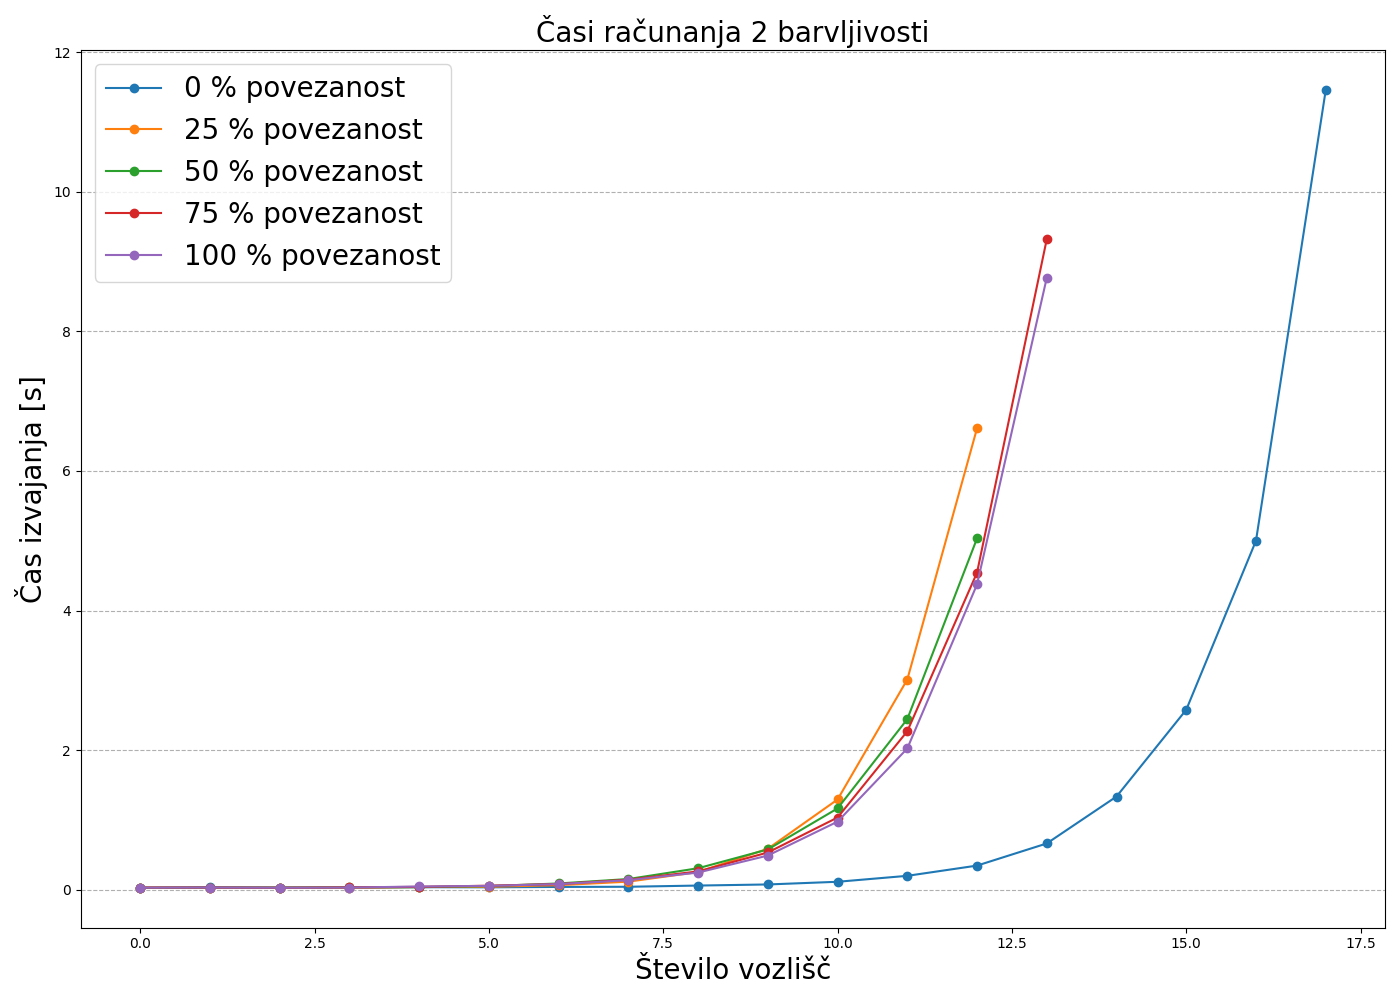 Časi računanja 2 barvljivosti
12
10
8
6
4
2
0
0 % povezanost
25 % povezanost
50 % povezanost
75 % povezanost
100 % povezanost
Čas izvajanja [s]
0.0 2.5 5.0 7.5 10.0 12.5 15.0 17.5
Število vozlišč